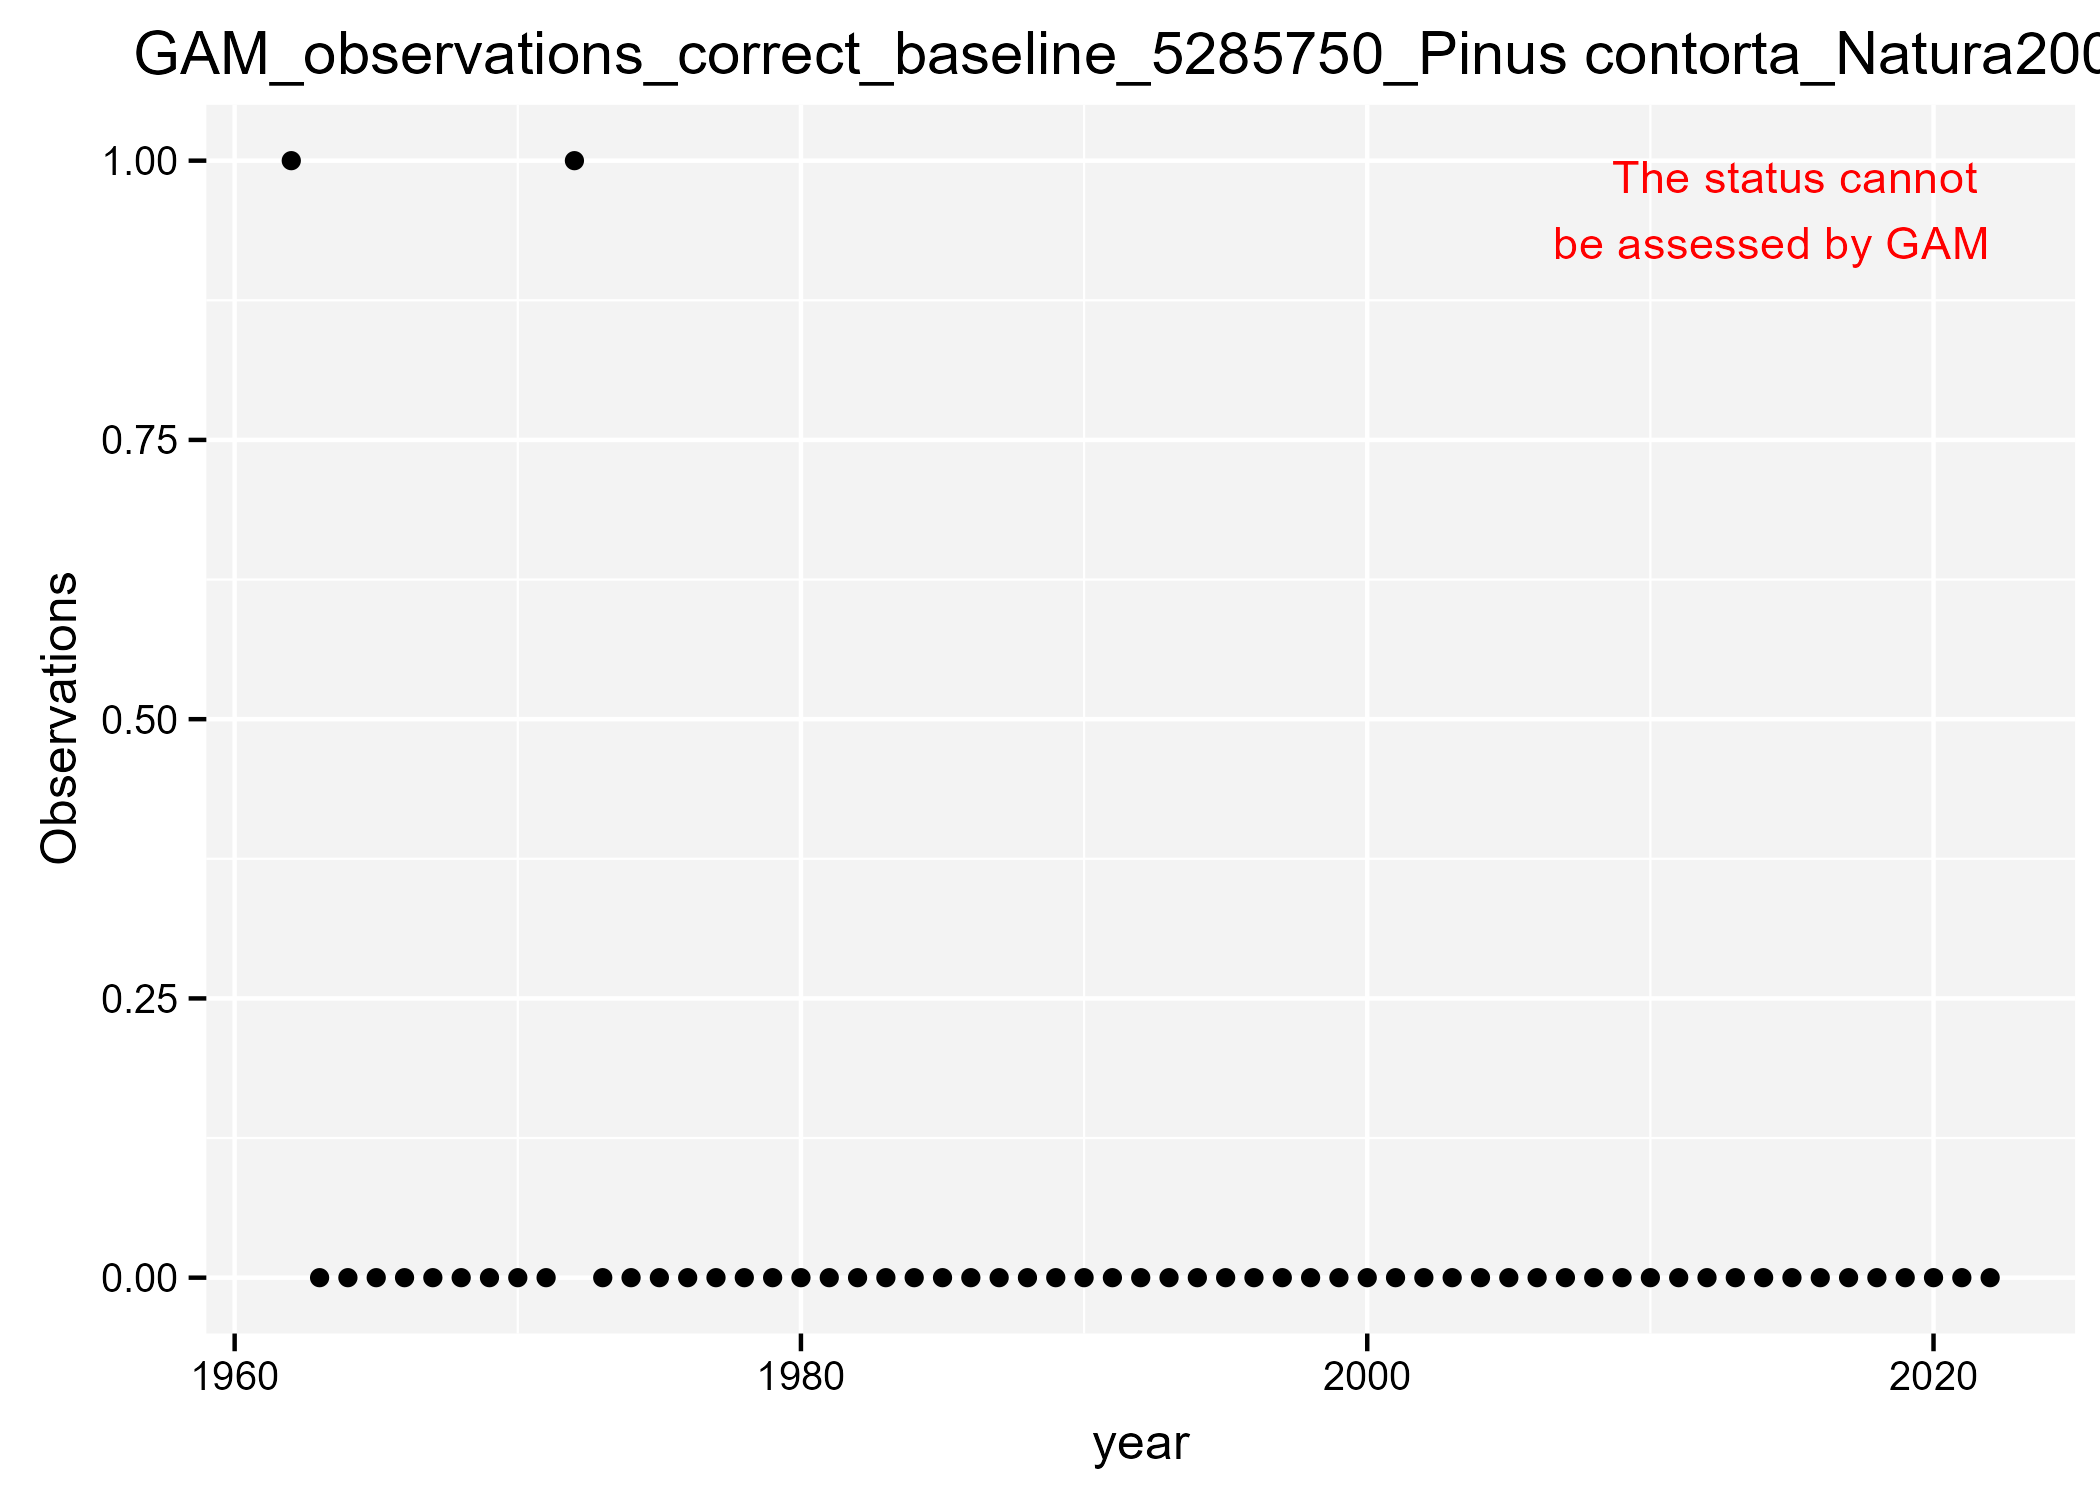 GAM_observations_correct_baseline_5285750_Pinus contorta_Natura200
1.00
The status cannot
be assessed by GAM
0.75
0.50
0.25
0.00
Observations
1960 1980 2000 2020
year